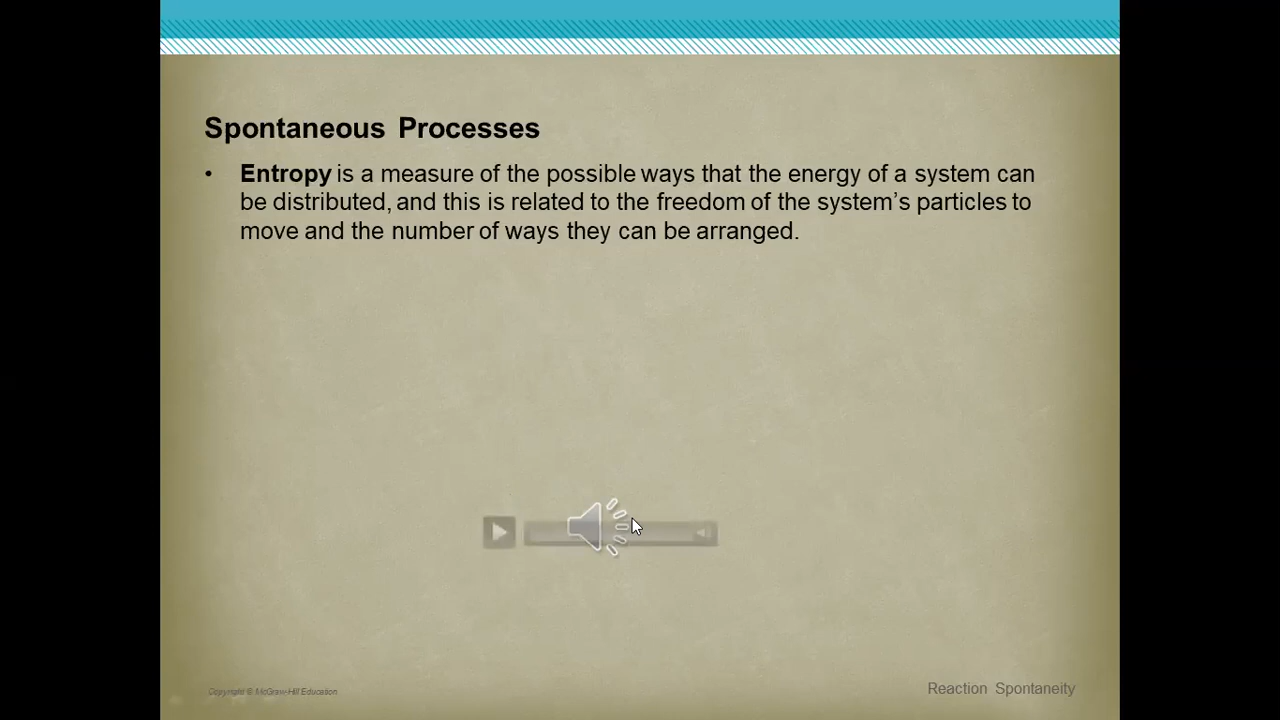 Spontaneous Processes
• Entropy is a measure of the possible ways that the energy of a system can
be distributed, and this is related to the freedom of the system’s particles to
move and the number of ways they can be arranged.
Copyright © McGraw-Hill Education
Reaction Spontaneity